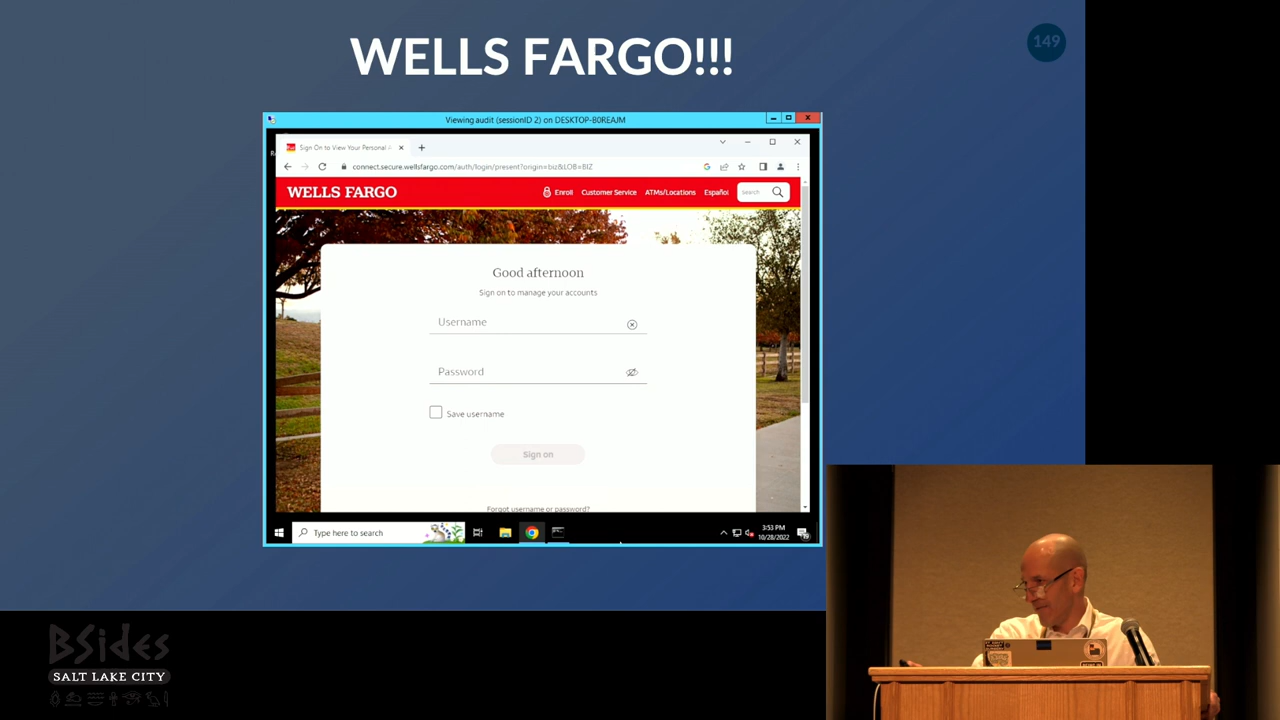 WELLS FARGO!!!
149
Viewing audit (sessionID 2) on DESKTOP-B0REAJM
Sign On to View Your Personal A
connect.secure.wellsfargo.com/auth/login/present?origin=biz&LOB=BIZ
WELLS FARGO
Enroll
Customer Service
ATMs/Locations
Español
Search
Good afternoon
Sign on to manage your accounts
Username
Password
Save username
Sign on
Forgot username or password?
Type here to search
3:53 PM
10/28/2022
BSides
SALT LAKE CITY